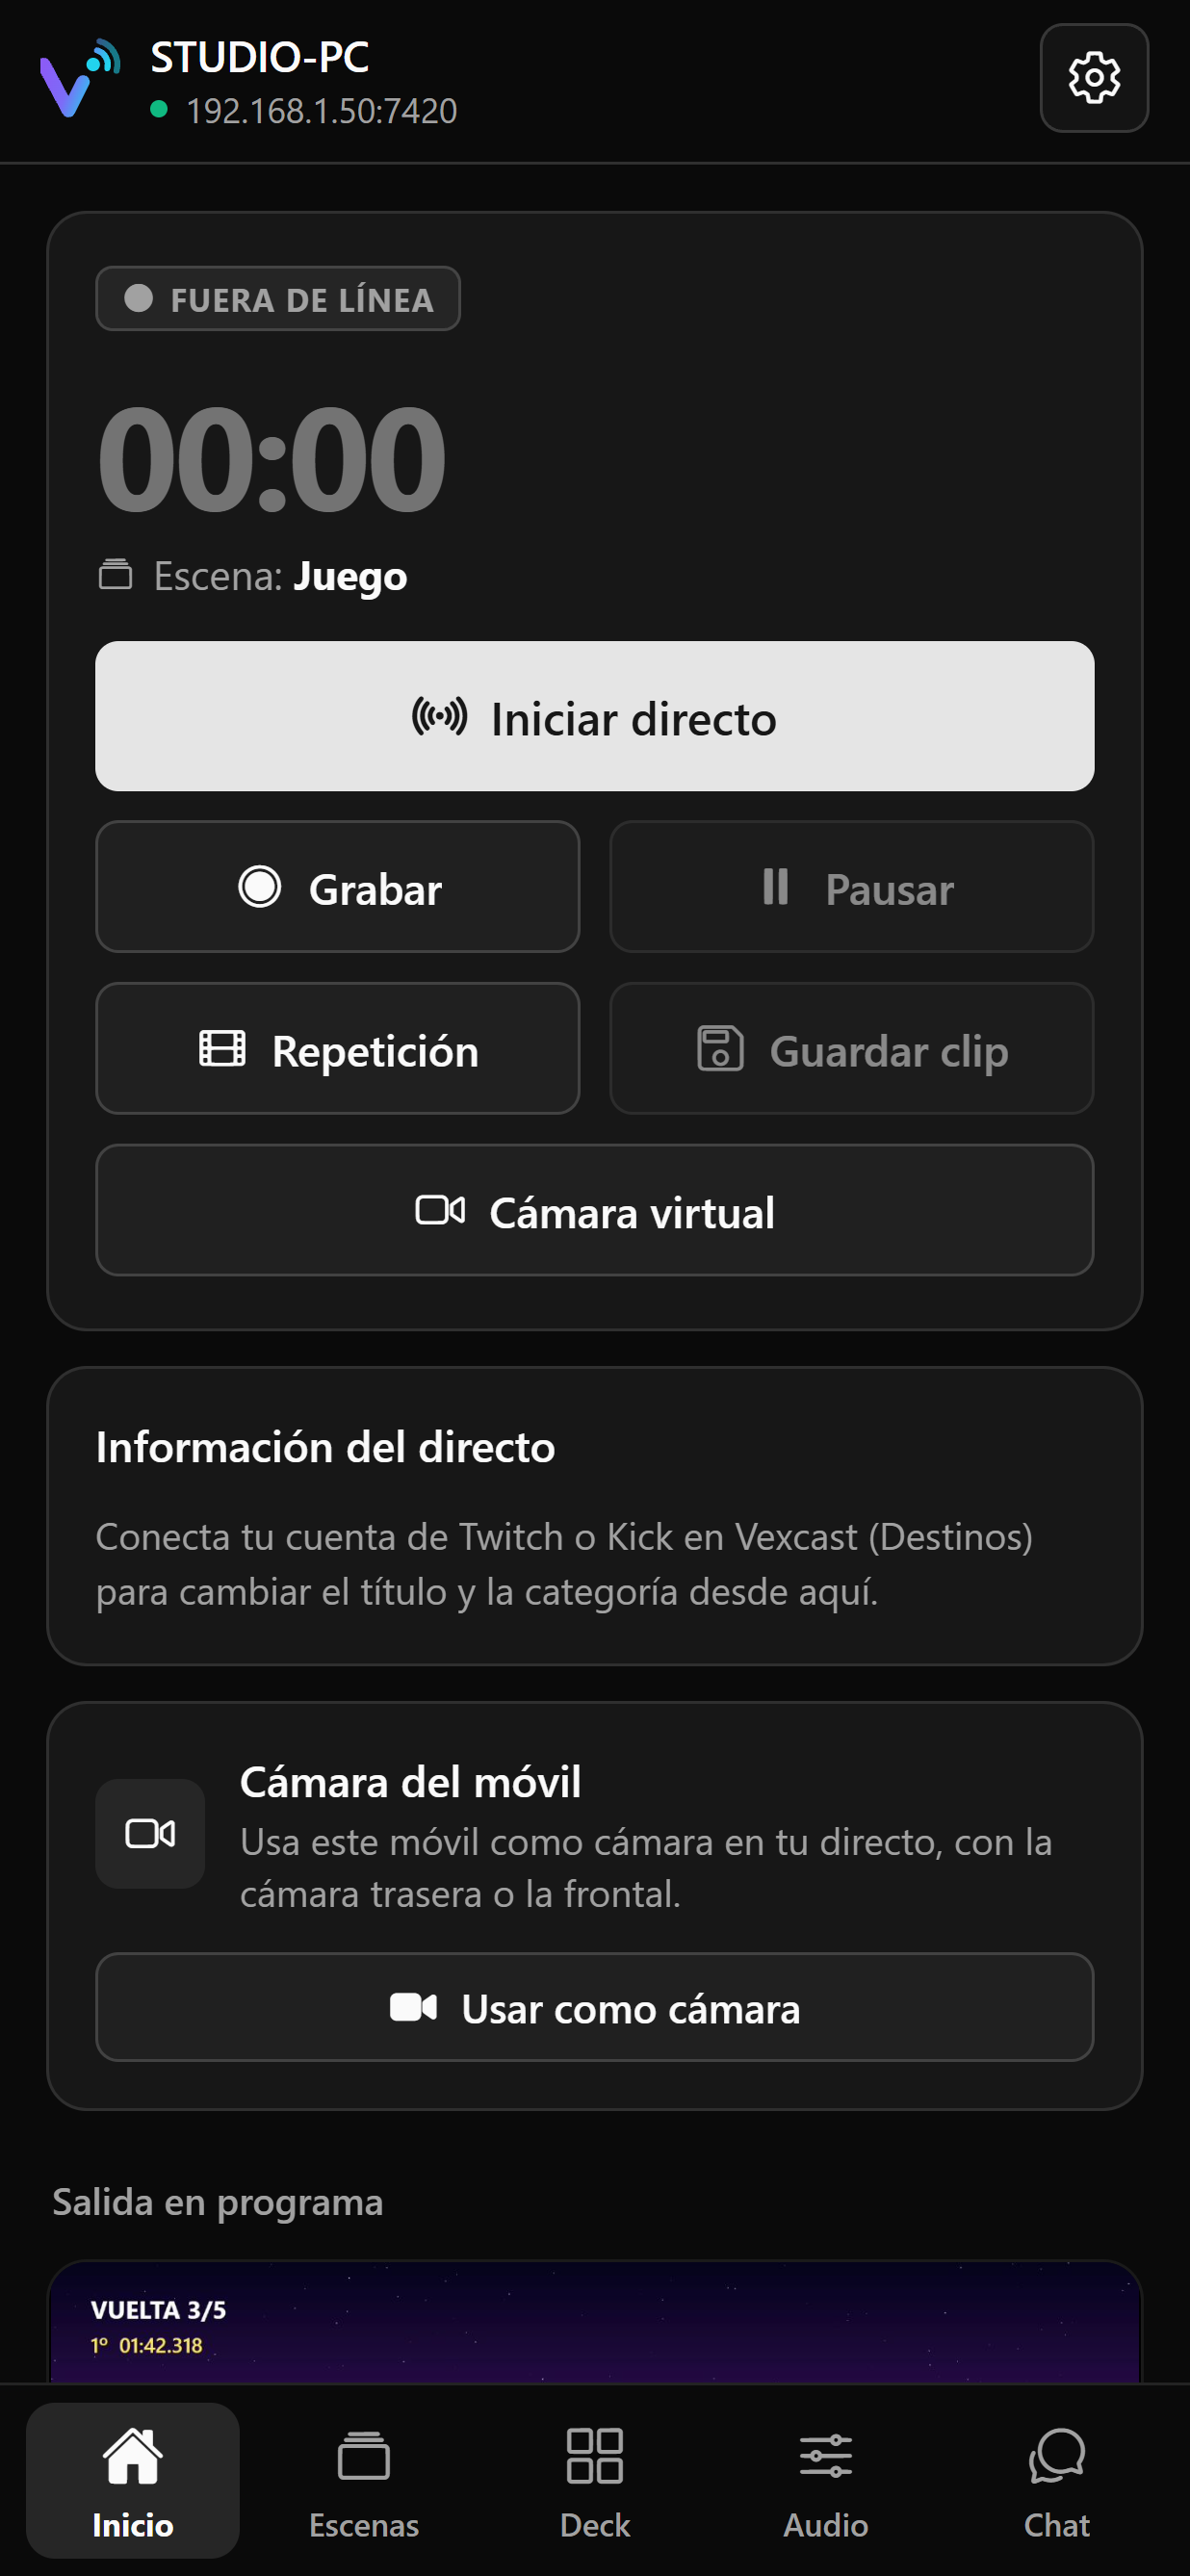 STUDIO-PC
192.168.1.50:7420
FUERA DE LÍNEA
00:00
Escena: Juego
Iniciar directo
Grabar
Pausar
Repetición
Guardar clip
Cámara virtual
Información del directo
Conecta tu cuenta de Twitch o Kick en Vexcast (Destinos)
para cambiar el título y la categoría desde aquí.
Cámara del móvil
Usa este móvil como cámara en tu directo, con la
cámara trasera o la frontal.
Usar como cámara
Salida en programa
VUELTA 3/5
1º 01:42.318
Inicio
Escenas
Deck
Audio
Chat